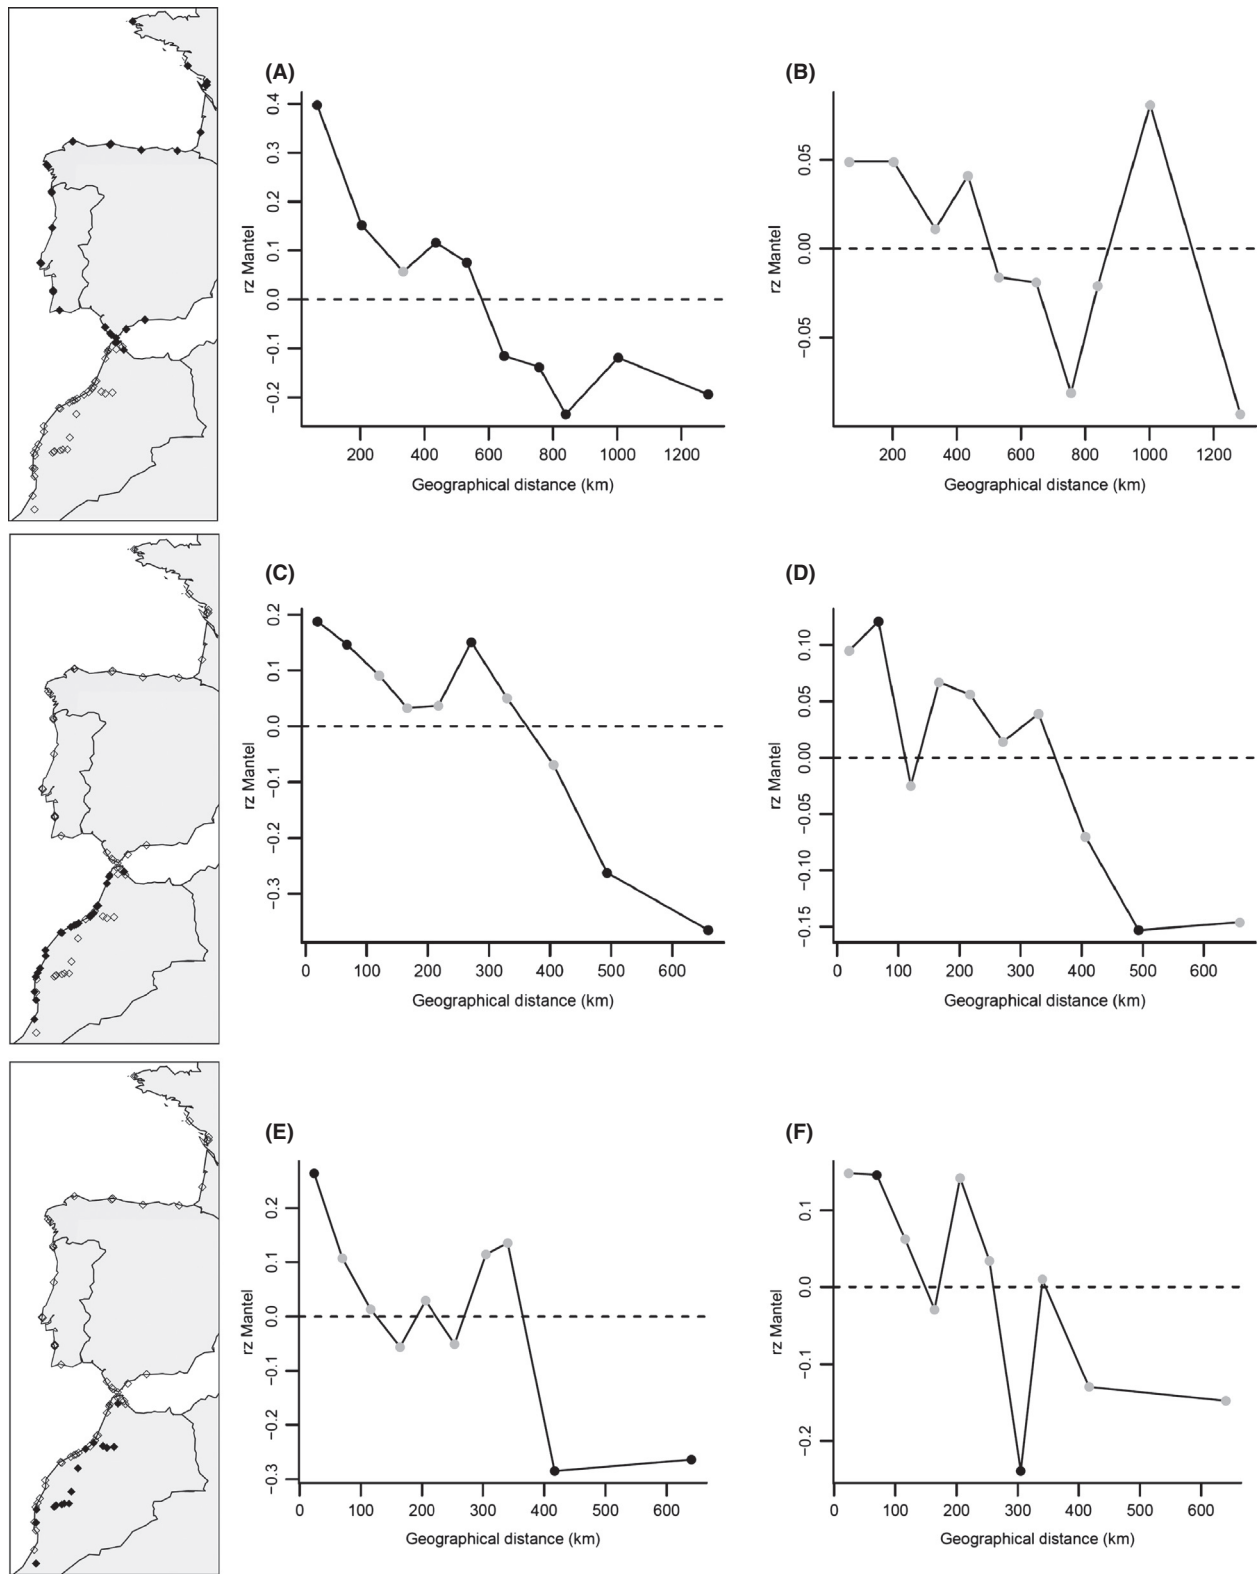 (A)
rz Mantel
0.4
0.3
0.2
0.1
0.0
−0.1
−0.2
200 400 600 800 1000 1200
Geographical distance (km)
(B)
rz Mantel
0.05
0.00
−0.05
200 400 600 800 1000 1200
Geographical distance (km)
(C)
rz Mantel
0.2
0.1
0.0
−0.1
−0.2
−0.3
0 100 200 300 400 500 600
Geographical distance (km)
(D)
rz Mantel
0.10
0.05
0.00
−0.05
−0.10
−0.15
0 100 200 300 400 500 600
Geographical distance (km)
(E)
rz Mantel
0.2
0.1
0.0
−0.1
−0.2
−0.3
0 100 200 300 400 500 600
Geographical distance (km)
(F)
rz Mantel
0.1
0.0
−0.1
−0.2
0 100 200 300 400 500 600
Geographical distance (km)